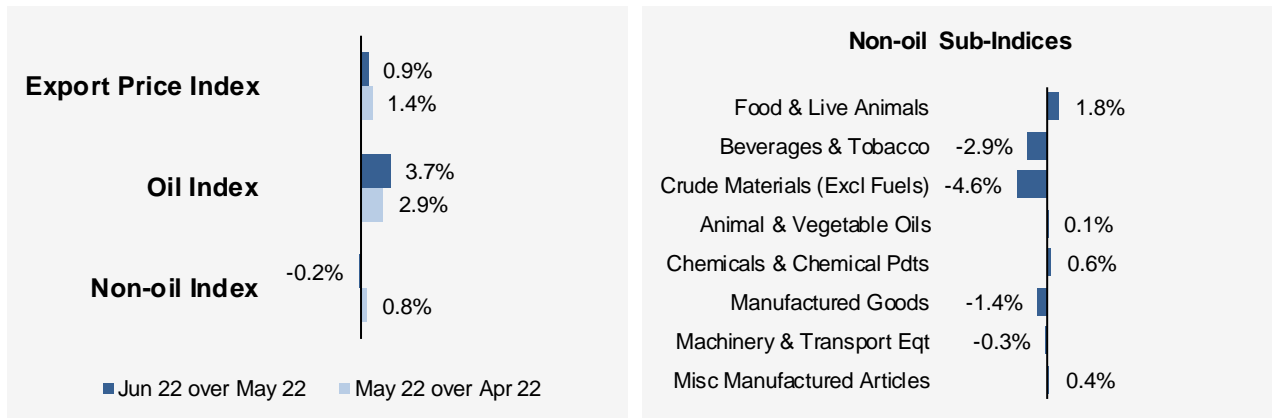 Export Price Index
0.9%
1.4%
Oil Index
3.7%
2.9%
Non-oil Index
-0.2%
0.8%
Jun 22 over May 22 May 22 over Apr 22
Non-oil Sub-Indices
Food & Live Animals 1.8%
Beverages & Tobacco -2.9%
Crude Materials (Excl Fuels) -4.6%
Animal & Vegetable Oils 0.1%
Chemicals & Chemical Pdts 0.6%
Manufactured Goods -1.4%
Machinery & Transport Eqt -0.3%
Misc Manufactured Articles 0.4%